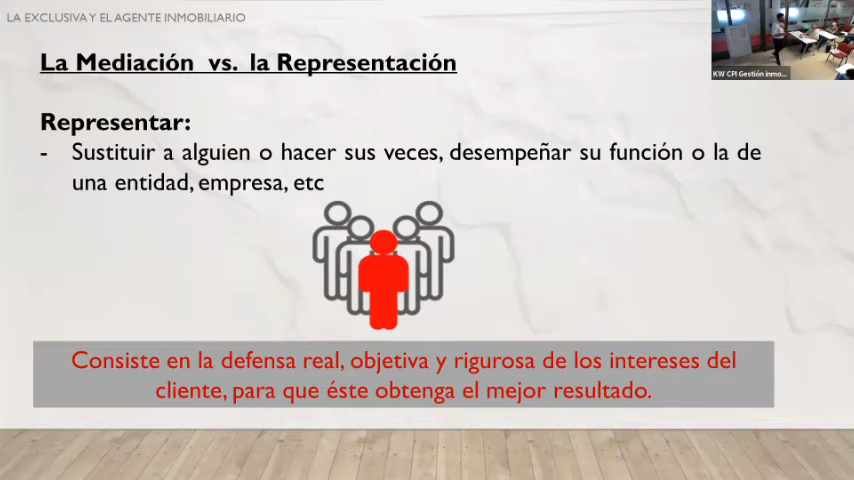 LA EXCLUSIVA Y EL AGENTE INMOBILIARIO
KW CPI Gestión inmo...
La Mediación vs. la Representación
Representar:
- Sustituir a alguien o hacer sus veces, desempeñar su función o la de
una entidad, empresa, etc
Consiste en la defensa real, objetiva y rigurosa de los intereses del
cliente, para que éste obtenga el mejor resultado.